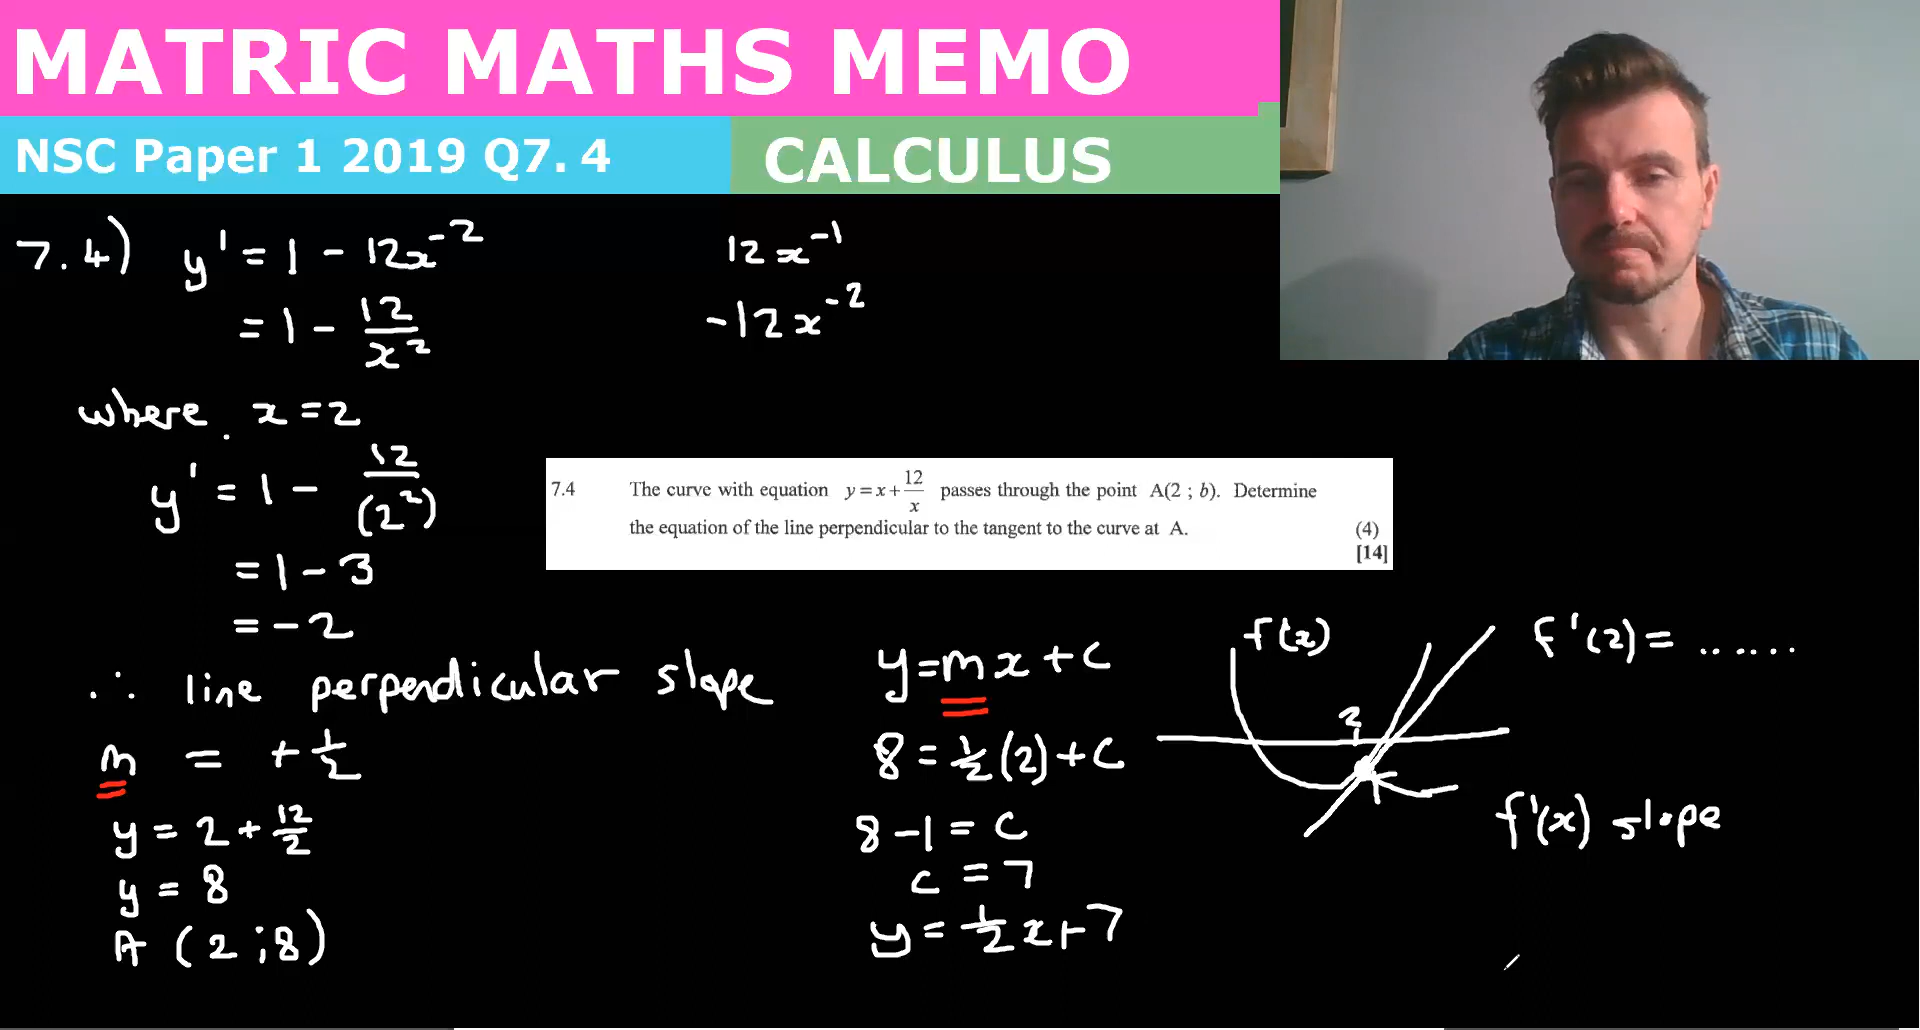 MATRIC MATHS MEMO
NSC Paper 1 2019 Q7.4
CALCULUS
7.4) y' = 1 - 12x⁻²
= 1 - 12/x²
where x = 2
y' = 1 - 12/(2²)
= 1 - 3
= -2
∴ line perpendicular slope
m = + 1/2
y = 2 + 12/2
y = 8
A (2 ; 8)
12x⁻¹
-12x⁻²
7.4 The curve with equation y = x + 12/x passes through the point A(2 ; b). Determine
the equation of the line perpendicular to the tangent to the curve at A. (4)
[14]
y = mx + c
8 = 1/2 (2) + c
8 - 1 = c
c = 7
y = 1/2 x + 7
f(x)
2
f'(2) = ......
f'(x) slope